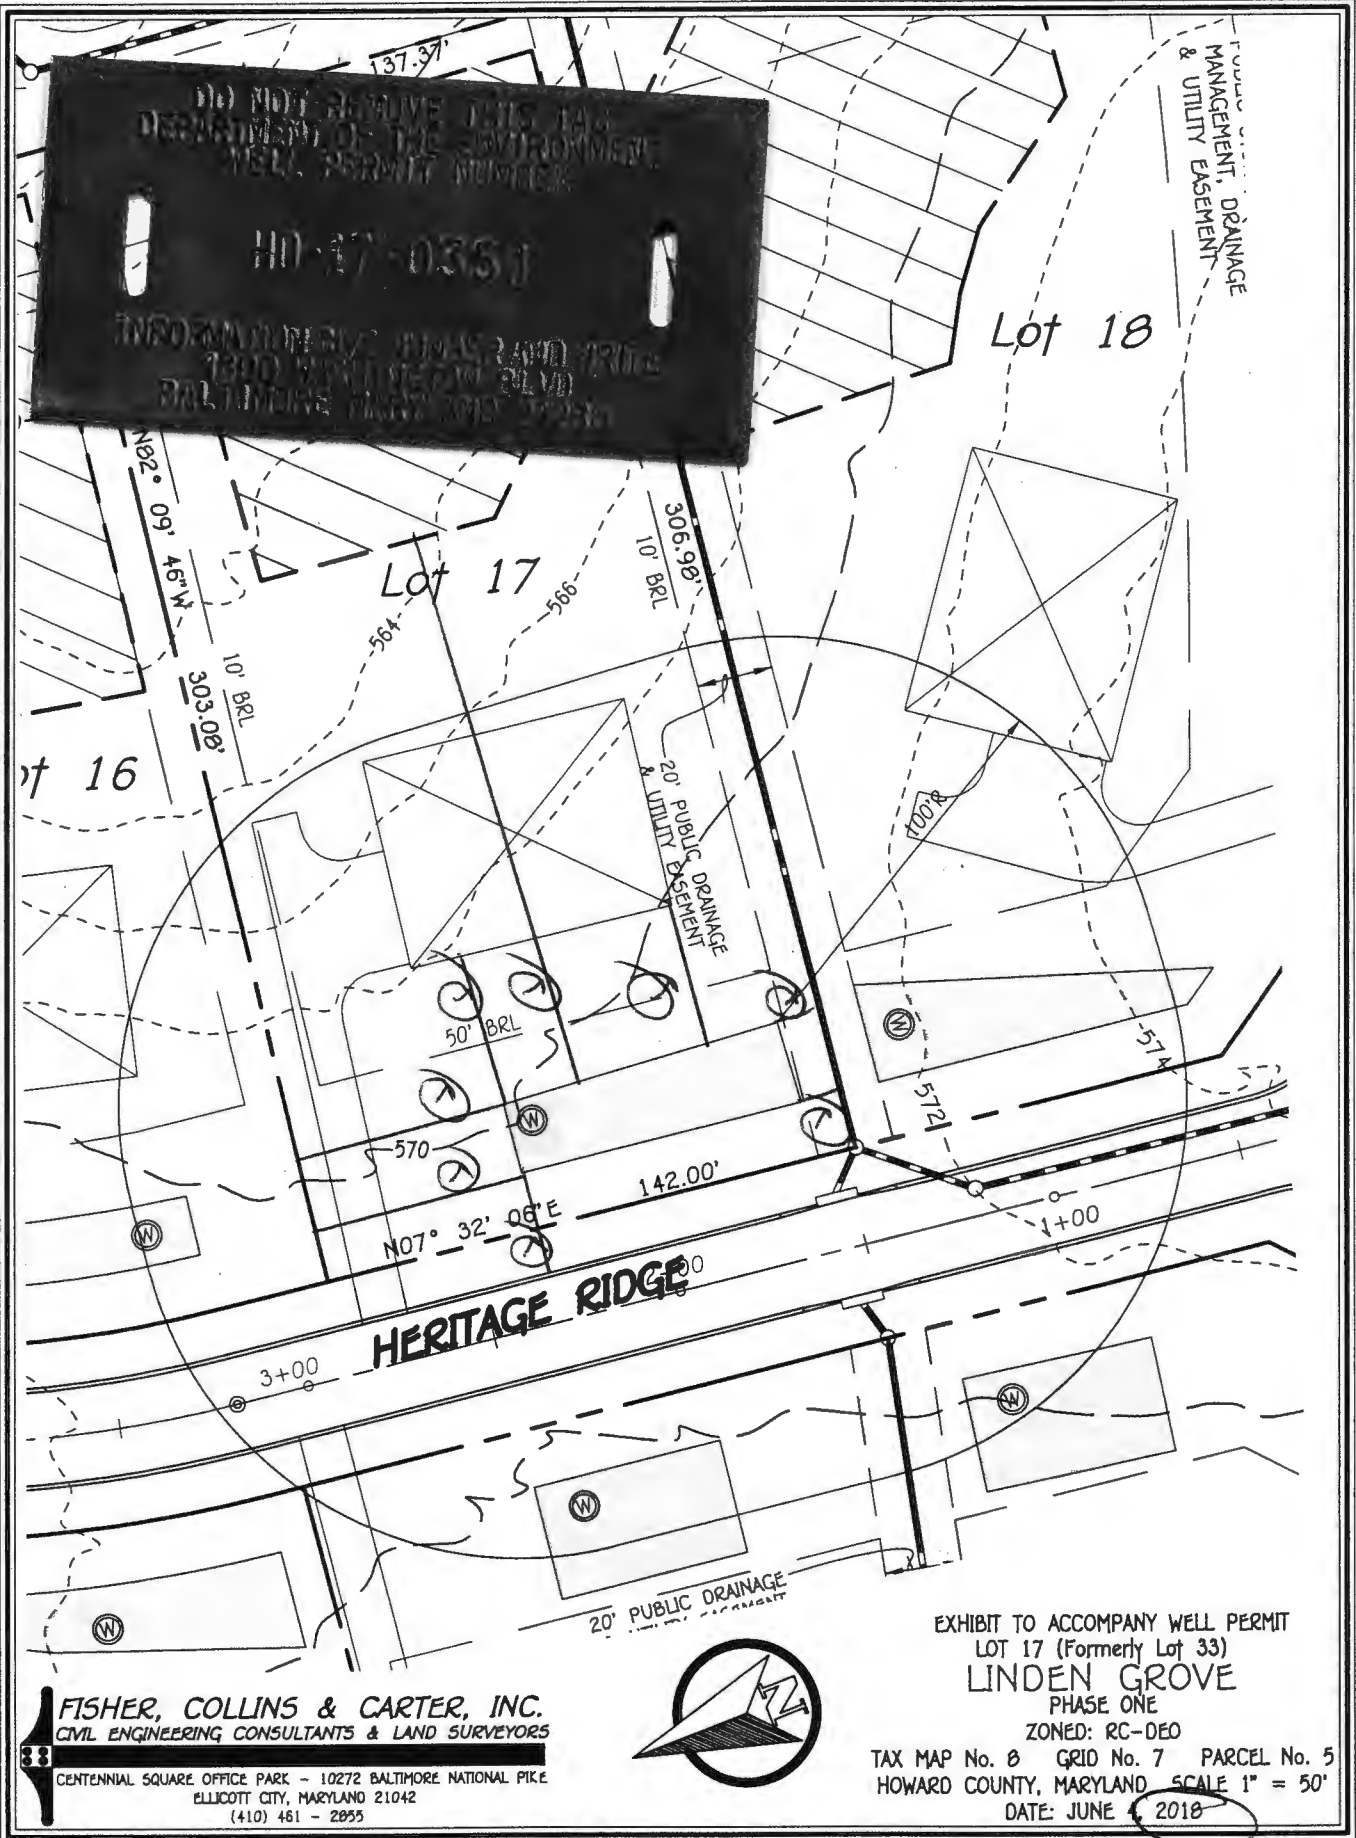 137.37'
DO NOT REMOVE THIS TAG
DEPARTMENT OF THE ENVIRONMENT
WELL PERMIT NUMBER
HO-17-0351
BALTIMORE
MANAGEMENT, DRAINAGE
& UTILITY EASEMENT
Lot 18
N82° 09' 46"W
303.08'
10' BRL
Lot 17
306.98'
10' BRL
564
566
16
20' PUBLIC DRAINAGE
& UTILITY EASEMENT
100'R
50' BRL
W
W
570
572
574
142.00'
N07° 32' 06" E
W
1+00
HERITAGE RIDGE
3+00
W
W
W
20' PUBLIC DRAINAGE
EXHIBIT TO ACCOMPANY WELL PERMIT
LOT 17 (Formerly Lot 33)
LINDEN GROVE
PHASE ONE
ZONED: RC-DEO
TAX MAP No. 8 GRID No. 7 PARCEL No. 5
HOWARD COUNTY, MARYLAND SCALE 1" = 50'
DATE: JUNE 4, 2018
N
FISHER, COLLINS & CARTER, INC.
CIVIL ENGINEERING CONSULTANTS & LAND SURVEYORS
CENTENNIAL SQUARE OFFICE PARK - 10272 BALTIMORE NATIONAL PIKE
ELLICOTT CITY, MARYLAND 21042
(410) 461 - 2855